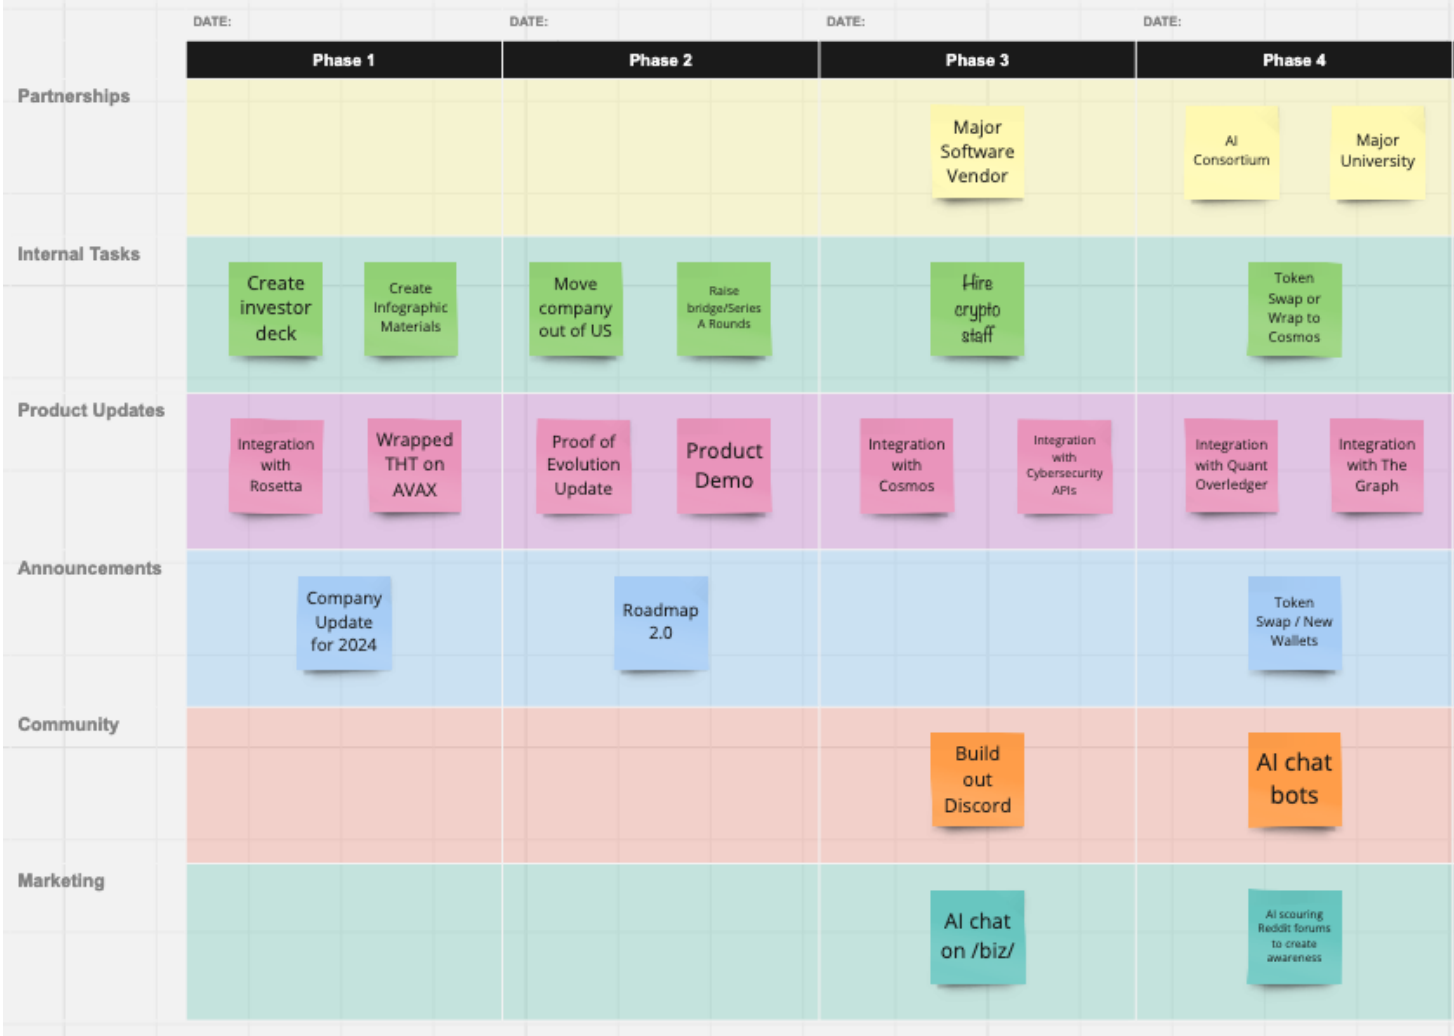 DATE: DATE: DATE: DATE:
Phase 1 Phase 2 Phase 3 Phase 4
Partnerships
Major
Software
Vendor
AI
Consortium
Major
University
Internal Tasks
Create
investor
deck
Create
Infographic
Materials
Move
company
out of US
Raise
bridge/Series
A Rounds
Hire
crypto
staff
Token
Swap or
Wrap to
Cosmos
Product Updates
Integration
with
Rosetta
Wrapped
THT on
AVAX
Proof of
Evolution
Update
Product
Demo
Integration
with
Cosmos
Integration
with
Cybersecurity
APIs
Integration
with Quant
Overledger
Integration
with The
Graph
Announcements
Company
Update
for 2024
Roadmap
2.0
Token
Swap / New
Wallets
Community
Build
out
Discord
AI chat
bots
Marketing
AI chat
on /biz/
AI scouring
Reddit forums
to create
awareness